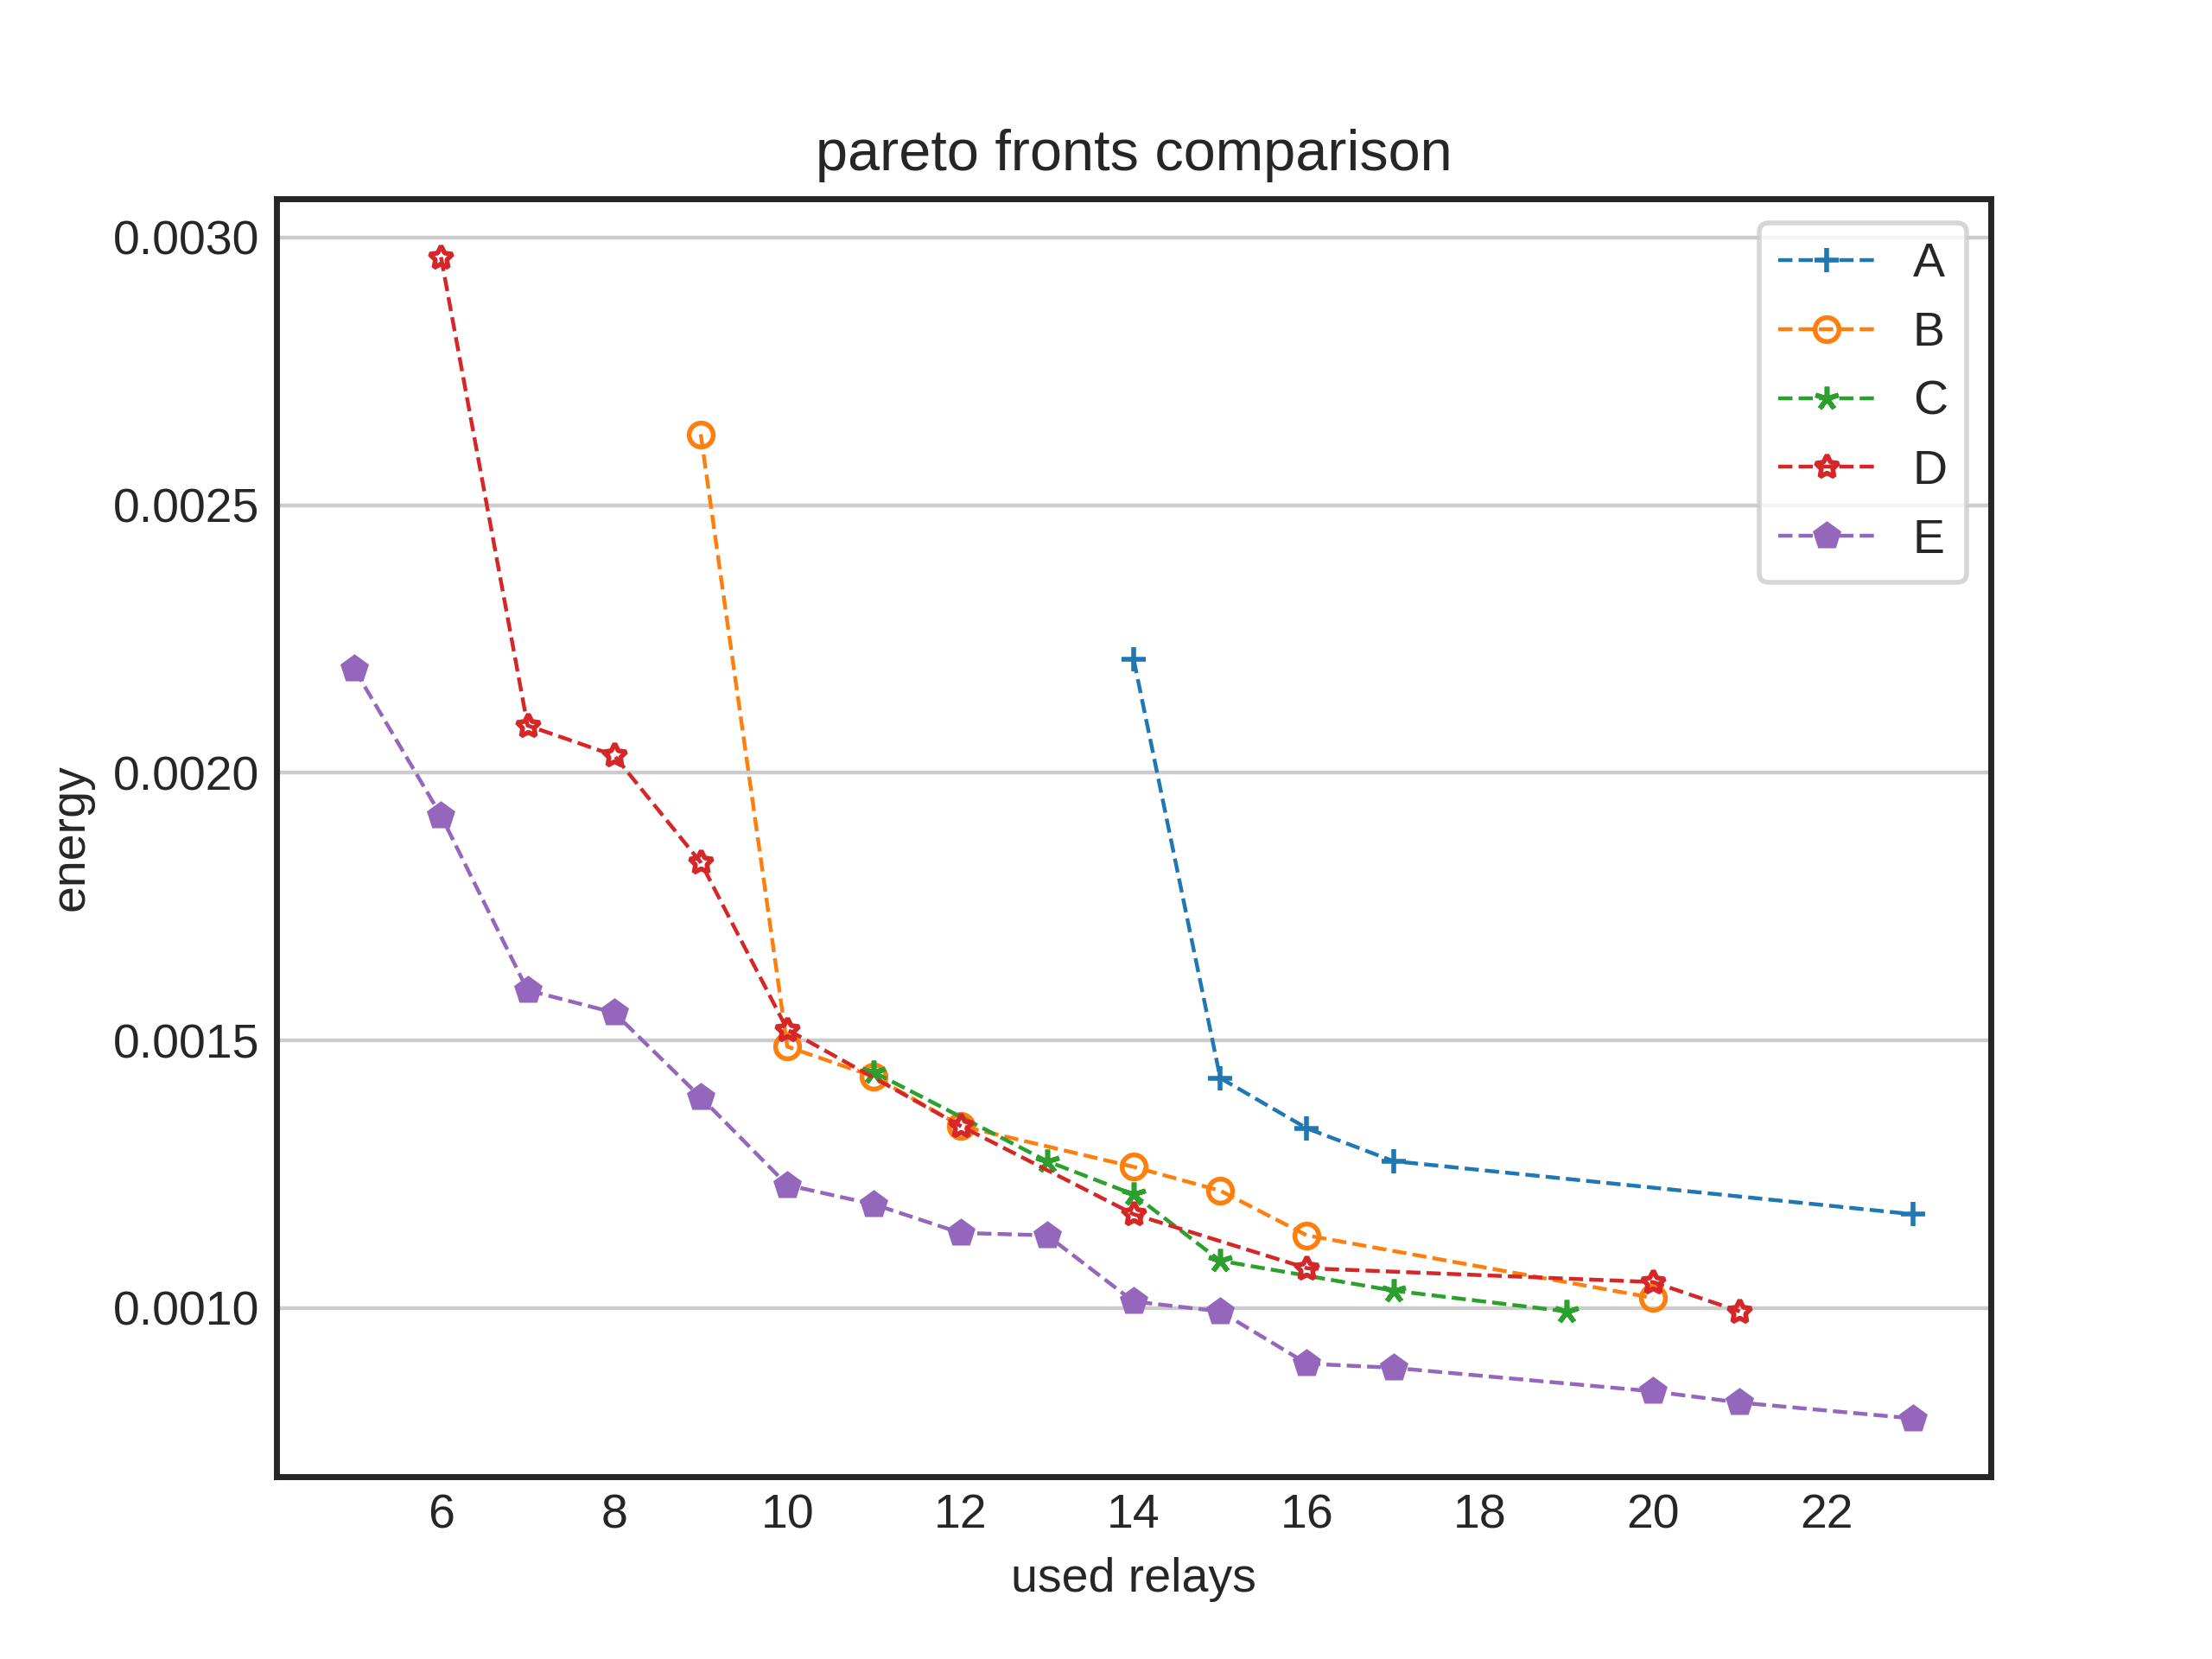 pareto fronts comparison
0.0030
0.0025
0.0020
0.0015
0.0010
energy
A
B
C
D
E
6 8 10 12 14 16 18 20 22
used relays